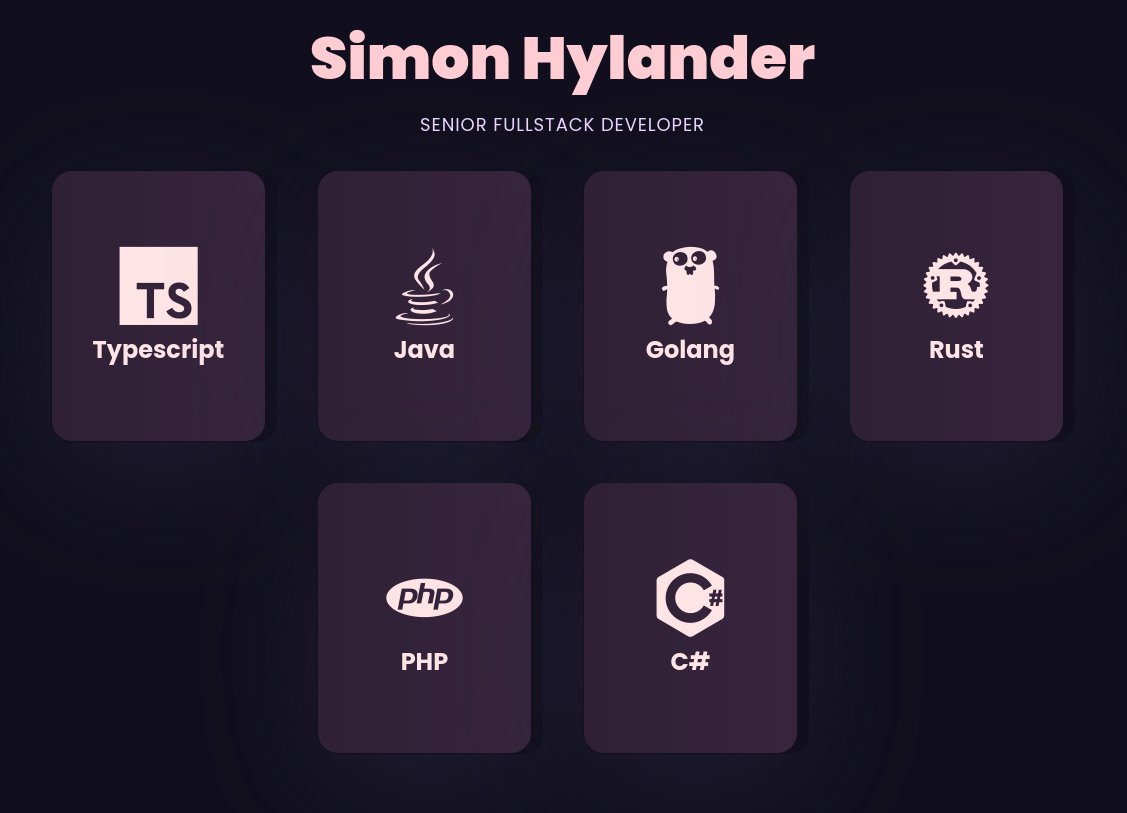 Simon Hylander
SENIOR FULLSTACK DEVELOPER
TS
Typescript
Java
Golang
R
Rust
php
PHP
C#
C#